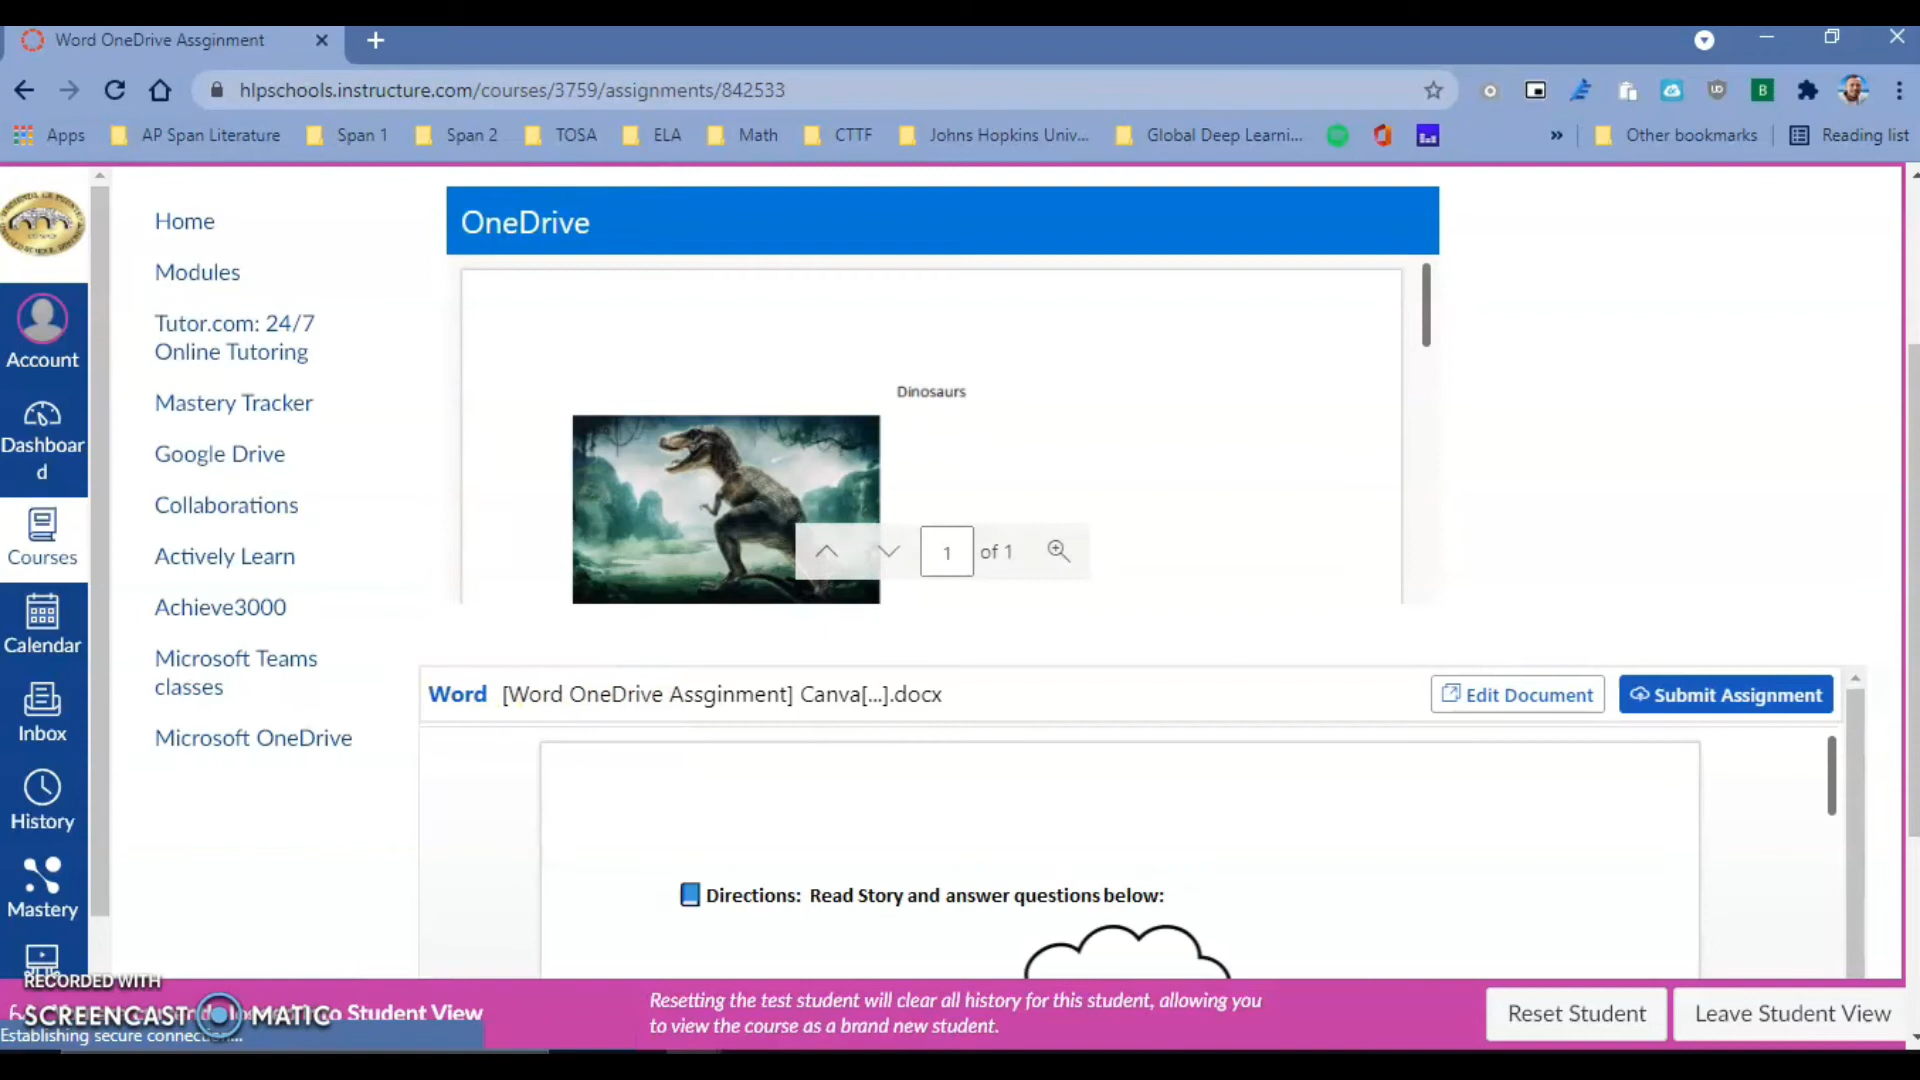 Word OneDrive Assginment
hlpschools.instructure.com/courses/3759/assignments/842533
Apps AP Span Literature Span 1 Span 2 TOSA ELA Math CTTF Johns Hopkins Univ... Global Deep Learni... » Other bookmarks Reading list
Account
Dashboar
d
Courses
Calendar
Inbox
History
Mastery
Home
Modules
Tutor.com: 24/7
Online Tutoring
Mastery Tracker
Google Drive
Collaborations
Actively Learn
Achieve3000
Microsoft Teams
classes
Microsoft OneDrive
OneDrive
Dinosaurs
1 of 1
Word [Word OneDrive Assginment] Canva[...].docx Edit Document Submit Assignment
Directions: Read Story and answer questions below:
RECORDED WITH
SCREENCAST MATIC
to Student View
Establishing secure connection...
Resetting the test student will clear all history for this student, allowing you
to view the course as a brand new student.
Reset Student Leave Student View